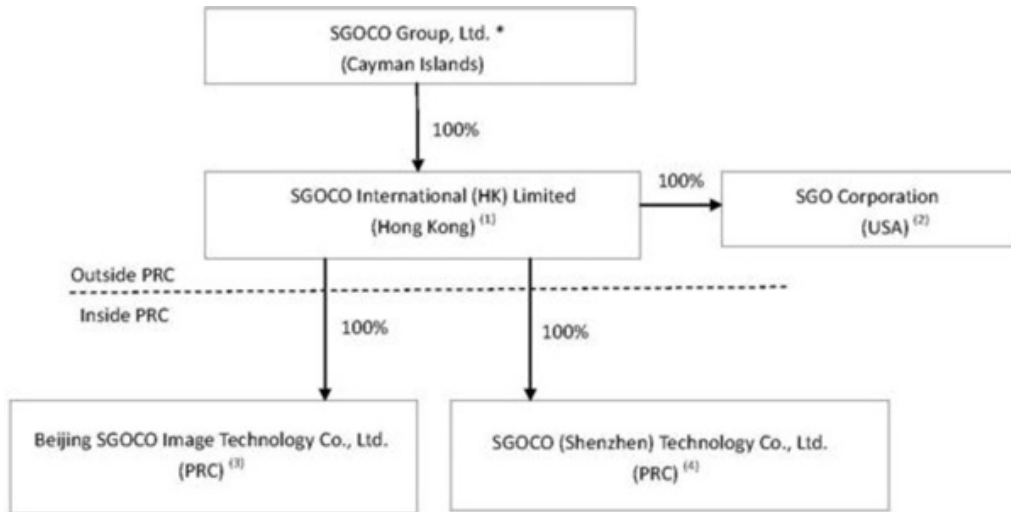 SGOCO Group, Ltd. *
(Cayman Islands)
100%
SGOCO International (HK) Limited
(Hong Kong) (1)
100%
SGO Corporation
(USA) (2)
Outside PRC
Inside PRC
100%
100%
Beijing SGOCO Image Technology Co., Ltd.
(PRC) (3)
SGOCO (Shenzhen) Technology Co., Ltd.
(PRC) (4)